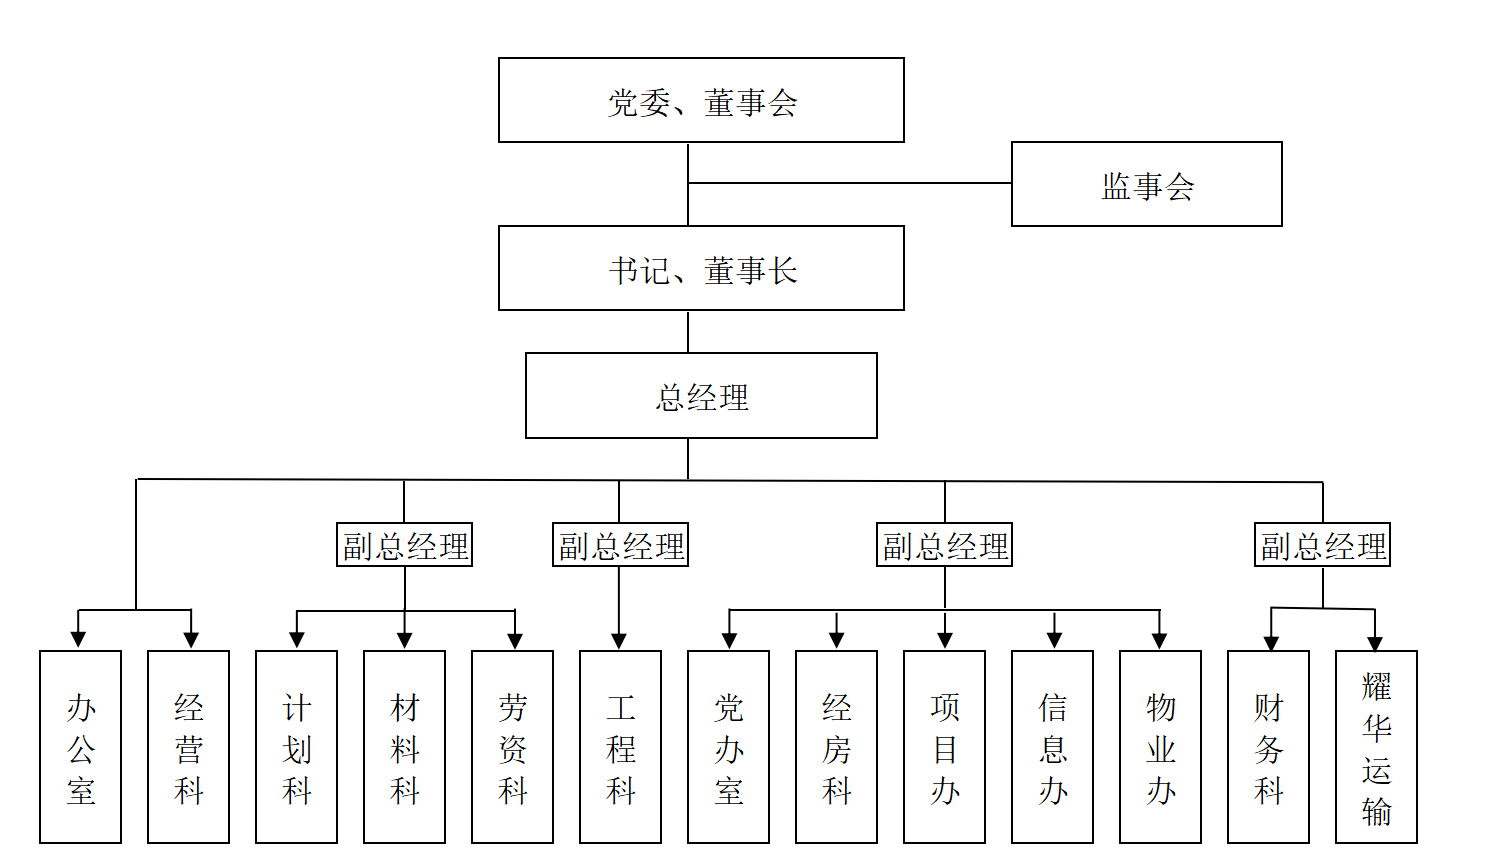 党委、董事会
监事会
书记、董事长
总经理
副总经理
副总经理
副总经理
副总经理
办公室
经营科
计划科
材料科
劳资科
工程科
党办室
经房科
项目办
信息办
物业办
财务科
耀华运输